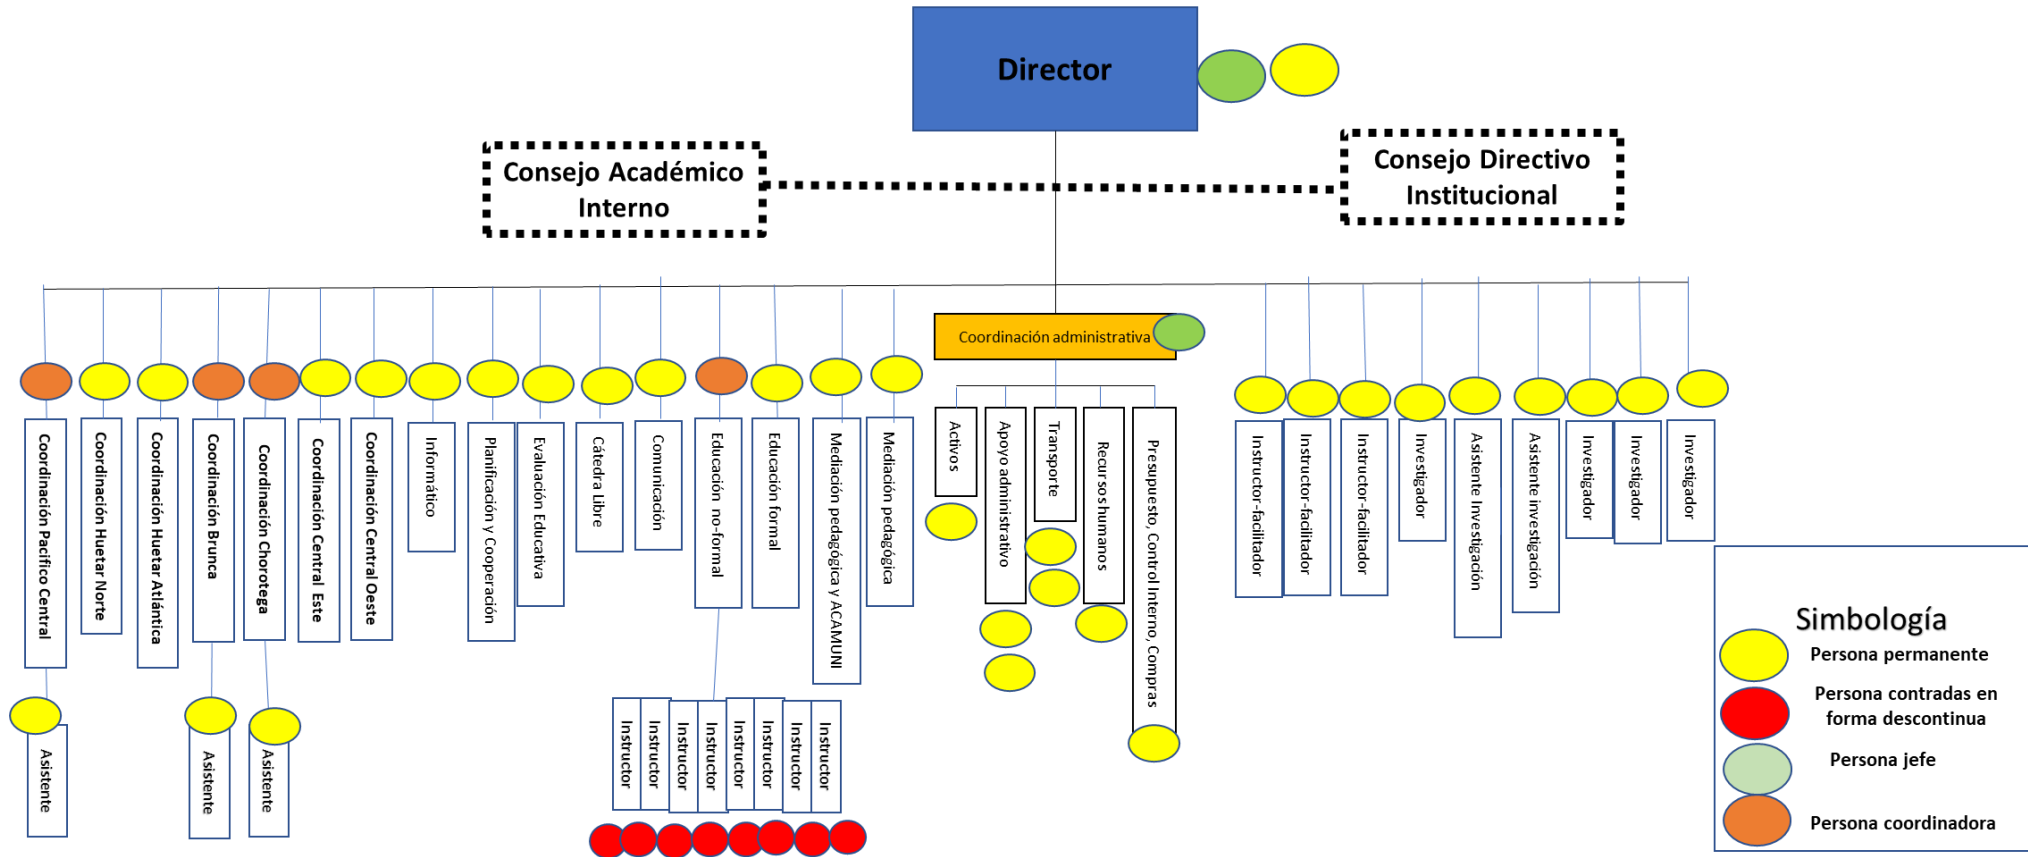 Director
Consejo Académico
Interno
Consejo Directivo
Institucional
Coordinación administrativa
Coordinación Pacifico Central
Coordinación Huetar Norte
Coordinación Huetar Atlántica
Coordinación Brunca
Coordinación Chorotega
Coordinación Central Este
Coordinación Central Oeste
Informático
Planificación y Cooperación
Evaluación Educativa
Cátedra Libre
Comunicación
Educación no-formal
Educación formal
Mediación pedagógica y ACAMUNI
Mediación pedagógica
Activos
Apoyo administrativo
Transporte
Recursos humanos
Presupuesto, Control Interno, Compras
Instructor-facilitador
Instructor-facilitador
Instructor-facilitador
Investigador
Asistente Investigación
Asistente investigación
Investigador
Investigador
Investigador
Asistente
Asistente
Asistente
Instructor
Instructor
Instructor
Instructor
Instructor
Instructor
Instructor
Instructor
Simbología
Persona permanente
Persona contradas en
forma descontinua
Persona jefe
Persona coordinadora